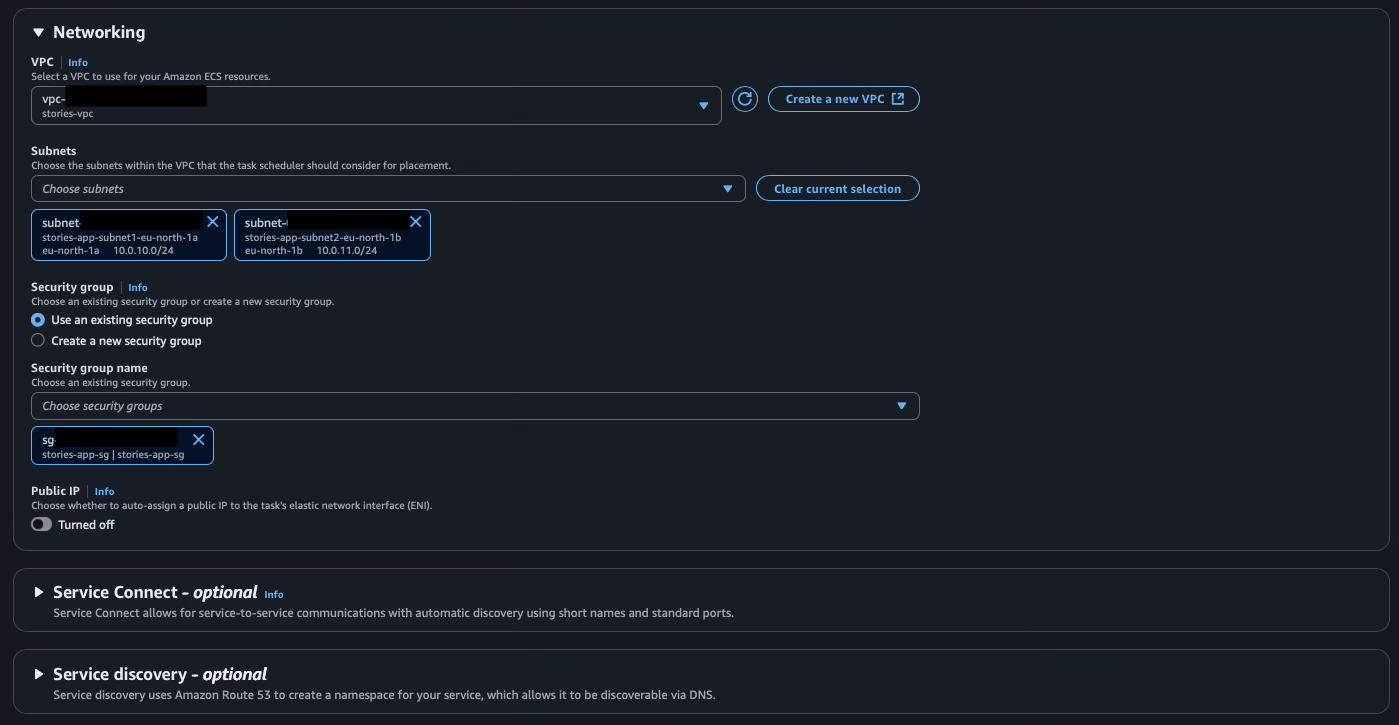 Networking
VPC Info
Select a VPC to use for your Amazon ECS resources.
vpc-
stories-vpc
Create a new VPC
Subnets
Choose the subnets within the VPC that the task scheduler should consider for placement.
Choose subnets
Clear current selection
subnet-
stories-app-subnet1-eu-north-1a
eu-north-1a 10.0.10.0/24
subnet-
stories-app-subnet2-eu-north-1b
eu-north-1b 10.0.11.0/24
Security group Info
Choose an existing security group or create a new security group.
Use an existing security group
Create a new security group
Security group name
Choose an existing security group.
Choose security groups
sg-
stories-app-sg | stories-app-sg
Public IP Info
Choose whether to auto-assign a public IP to the task's elastic network interface (ENI).
Turned off
Service Connect - optional Info
Service Connect allows for service-to-service communications with automatic discovery using short names and standard ports.
Service discovery - optional
Service discovery uses Amazon Route 53 to create a namespace for your service, which allows it to be discoverable via DNS.